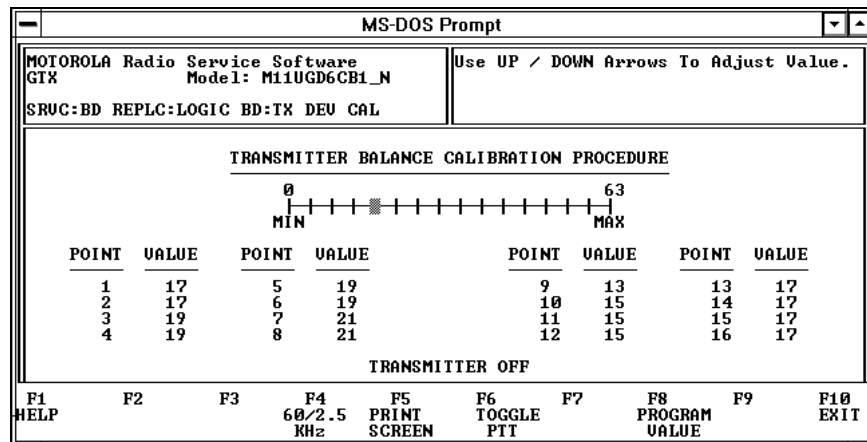 MS-DOS Prompt
MOTOROLA Radio Service Software
GTX Model: M11UGD6CB1_N
SRVC:BD REPLC:LOGIC BD:TX DEV CAL
Use UP / DOWN Arrows To Adjust Value.
TRANSMITTER BALANCE CALIBRATION PROCEDURE
0 63
MIN MAX
POINT VALUE POINT VALUE POINT VALUE POINT VALUE
1 17 5 19 9 13 13 17
2 17 6 19 10 15 14 17
3 19 7 21 11 15 15 17
4 19 8 21 12 15 16 17
TRANSMITTER OFF
F1 F2 F3 F4 F5 F6 F7 F8 F9 F10
HELP 60/2.5 PRINT TOGGLE PROGRAM EXIT
KHz SCREEN PTT VALUE